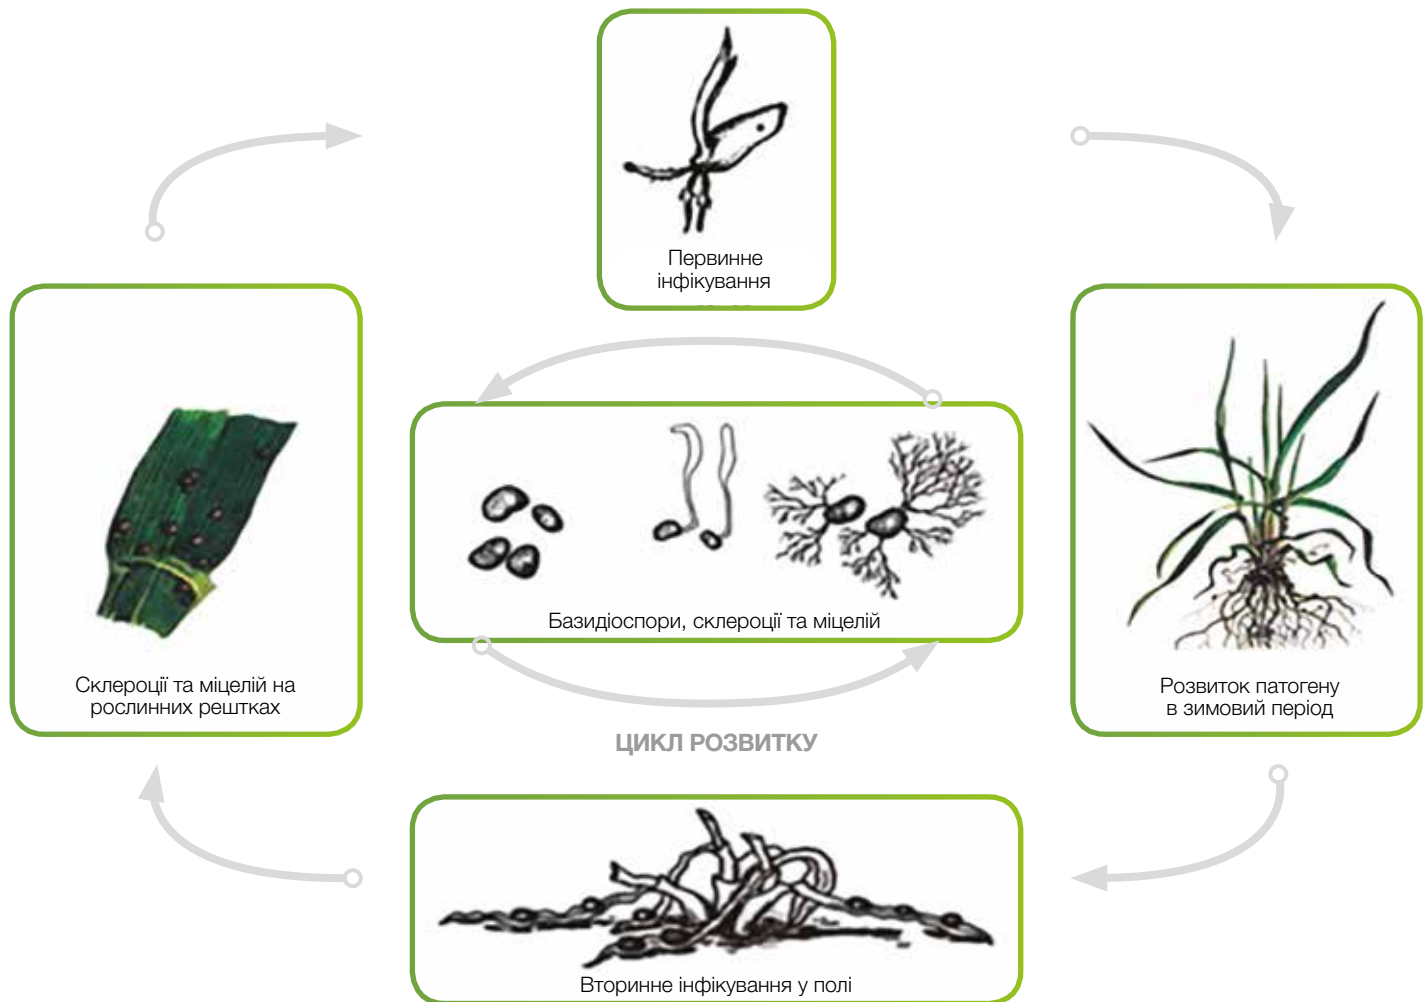 Первинне
інфікування
Базидіоспори, склероції та міцелій
Склероції та міцелій на
рослинних рештках
Розвиток патогену
в зимовий період
ЦИКЛ РОЗВИТКУ
Вторинне інфікування у полі